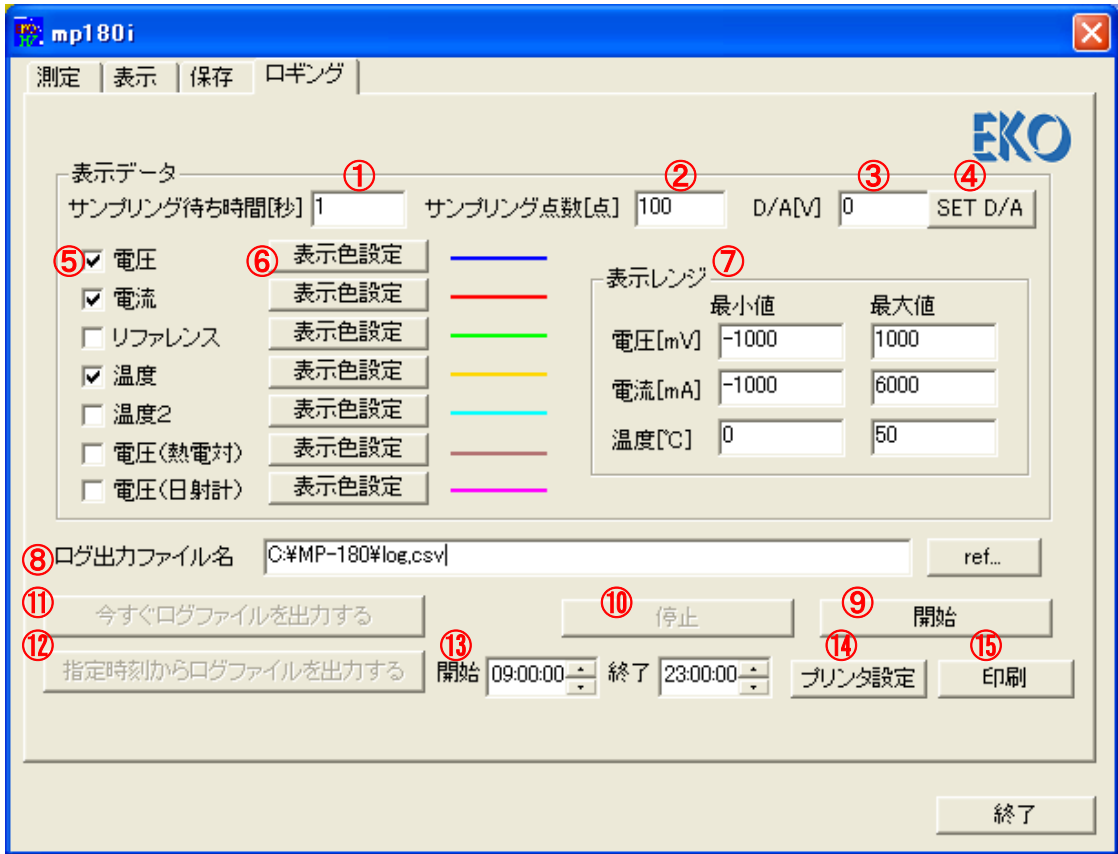 mp180i
測定 表示 保存 ロギング
EKO
表示データ ① ② ③ ④
サンプリング待ち時間[秒] 1 サンプリング点数[点] 100 D/A[V] 0 SET D/A
⑤ 電圧 ⑥ 表示色設定 表示レンジ ⑦
電流 表示色設定 最小値 最大値
リファレンス 表示色設定 電圧[mV] -1000 1000
温度 表示色設定 電流[mA] -1000 6000
温度2 表示色設定 温度[℃] 0 50
電圧(熱電対) 表示色設定
電圧(日射計) 表示色設定
⑧ ログ出力ファイル名 C:¥MP-180¥log.csv ref...
⑪ 今すぐログファイルを出力する ⑩ 停止 ⑨ 開始
⑫ 指定時刻からログファイルを出力する ⑬ 開始 09:00:00 終了 23:00:00 ⑭ プリンタ設定 ⑮ 印刷
終了